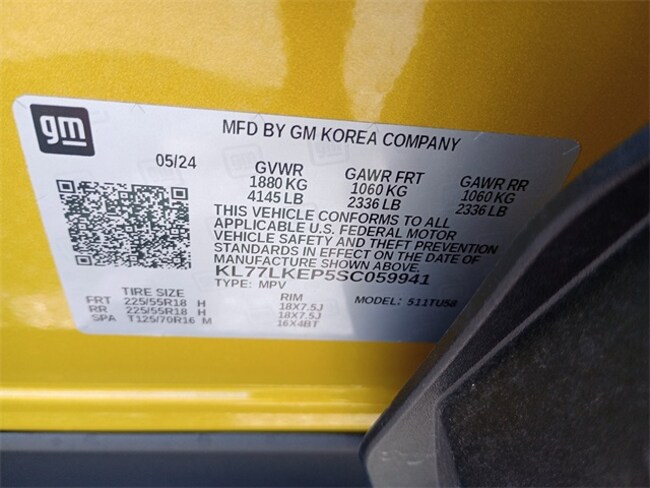 gm
MFD BY GM KOREA COMPANY
05/24
GVWR GAWR FRT GAWR RR
1880 KG 1060 KG 1060 KG
4145 LB 2336 LB 2336 LB
THIS VEHICLE CONFORMS TO ALL
APPLICABLE U.S. FEDERAL MOTOR
VEHICLE SAFETY AND THEFT PREVENTION
STANDARDS IN EFFECT ON THE DATE OF
MANUFACTURE SHOWN ABOVE.
KL77LKEP5SC059941
TYPE: MPV
TIRE SIZE RIM MODEL: 511TU58
FRT 225/55R18 H 18X7.5J
RR 225/55R18 H 18X7.5J
SPA T125/70R16 M 16X4BT